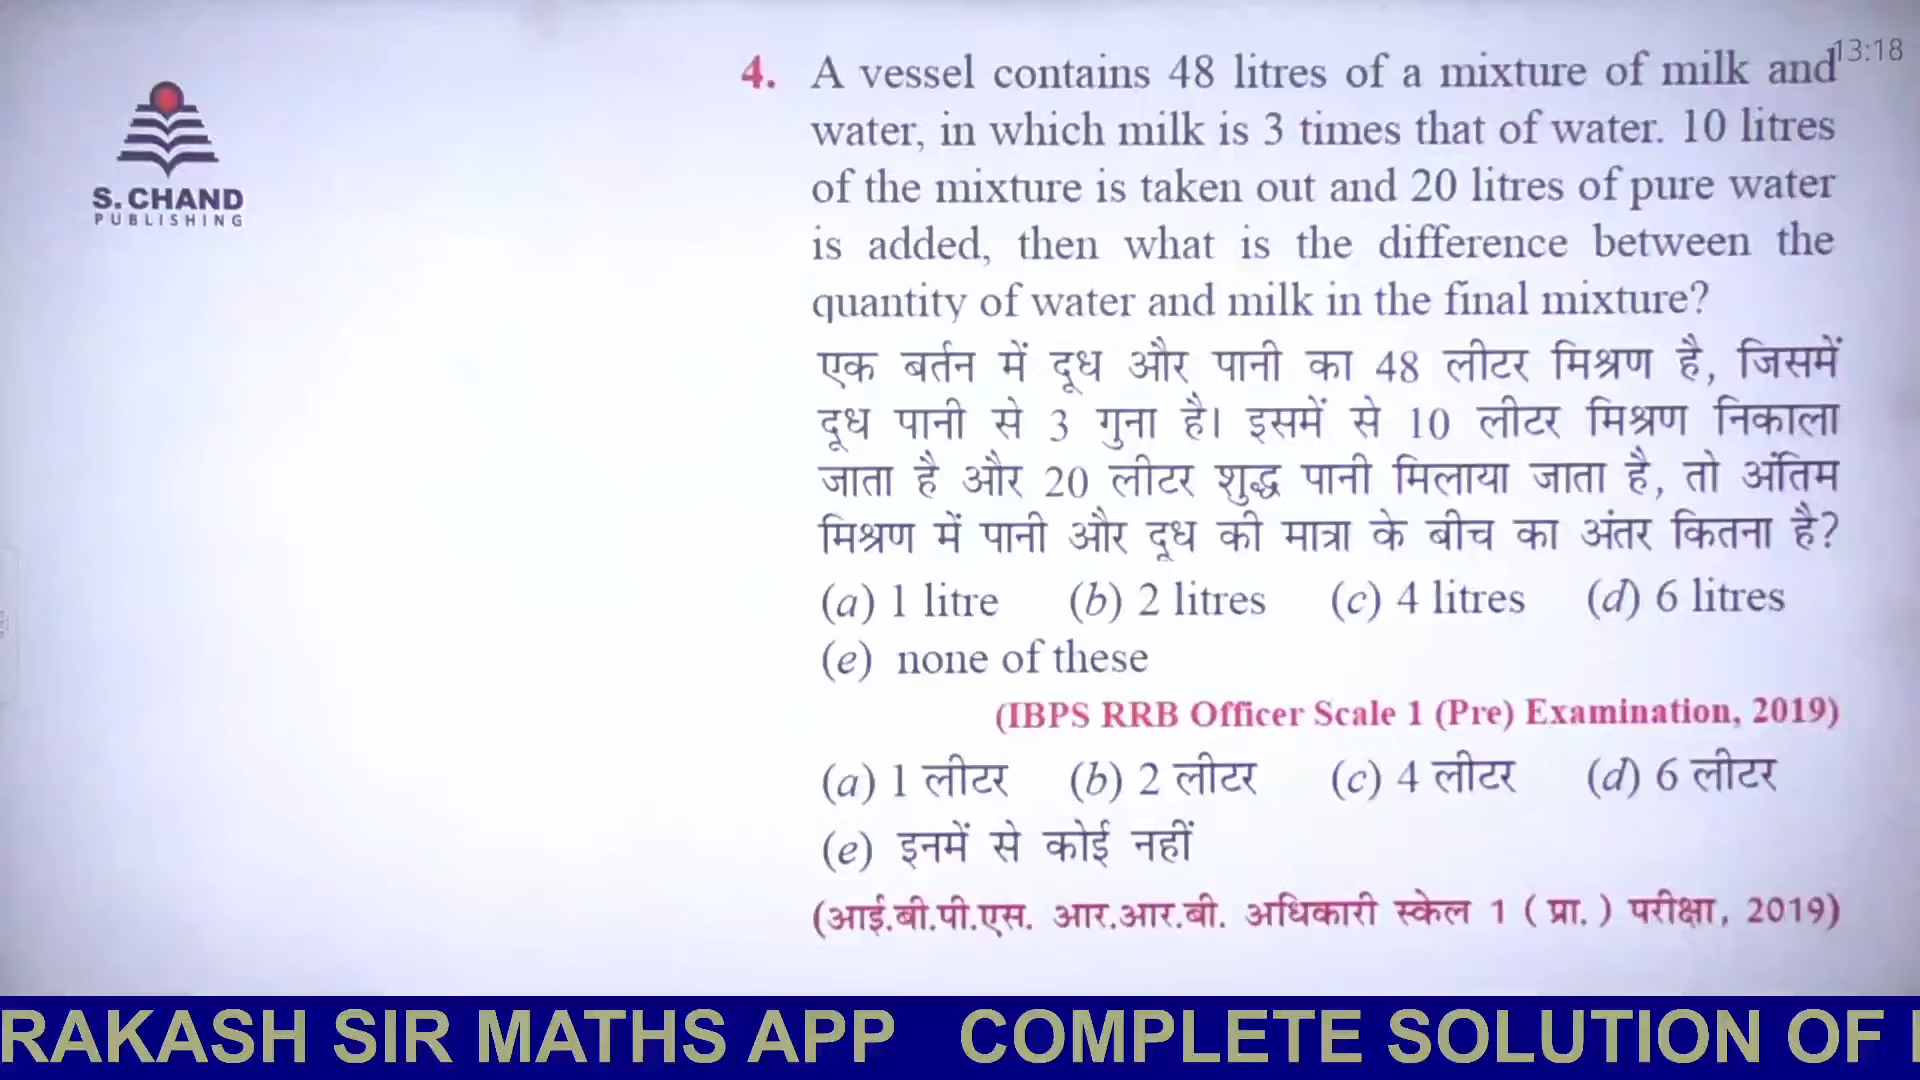 S. CHAND
PUBLISHING
13:18
4. A vessel contains 48 litres of a mixture of milk and
water, in which milk is 3 times that of water. 10 litres
of the mixture is taken out and 20 litres of pure water
is added, then what is the difference between the
quantity of water and milk in the final mixture?
एक बर्तन में दूध और पानी का 48 लीटर मिश्रण है, जिसमें
दूध पानी से 3 गुना है। इसमें से 10 लीटर मिश्रण निकाला
जाता है और 20 लीटर शुद्ध पानी मिलाया जाता है, तो अंतिम
मिश्रण में पानी और दूध की मात्रा के बीच का अंतर कितना है?
(a) 1 litre (b) 2 litres (c) 4 litres (d) 6 litres
(e) none of these
(IBPS RRB Officer Scale 1 (Pre) Examination, 2019)
(a) 1 लीटर (b) 2 लीटर (c) 4 लीटर (d) 6 लीटर
(e) इनमें से कोई नहीं
(आई.बी.पी.एस. आर.आर.बी. अधिकारी स्केल 1 ( प्रा. ) परीक्षा, 2019)
RAKASH SIR MATHS APP COMPLETE SOLUTION OF